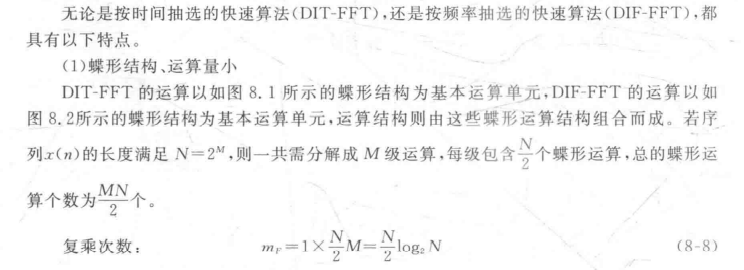 无论是按时间抽选的快速算法(DIT-FFT),还是按频率抽选的快速算法(DIF-FFT),都
具有以下特点。
(1)蝶形结构、运算量小
DIT-FFT 的运算以如图 8.1 所示的蝶形结构为基本运算单元,DIF-FFT 的运算以如
图 8.2所示的蝶形结构为基本运算单元,运算结构则由这些蝶形运算结构组合而成。若序
列x(n)的长度满足 N=2^M,则一共需分解成 M 级运算,每级包含N/2个蝶形运算,总的蝶形运
算个数为MN/2个。
复乘次数: m_F=1×N/2 M=N/2 log₂N (8-8)